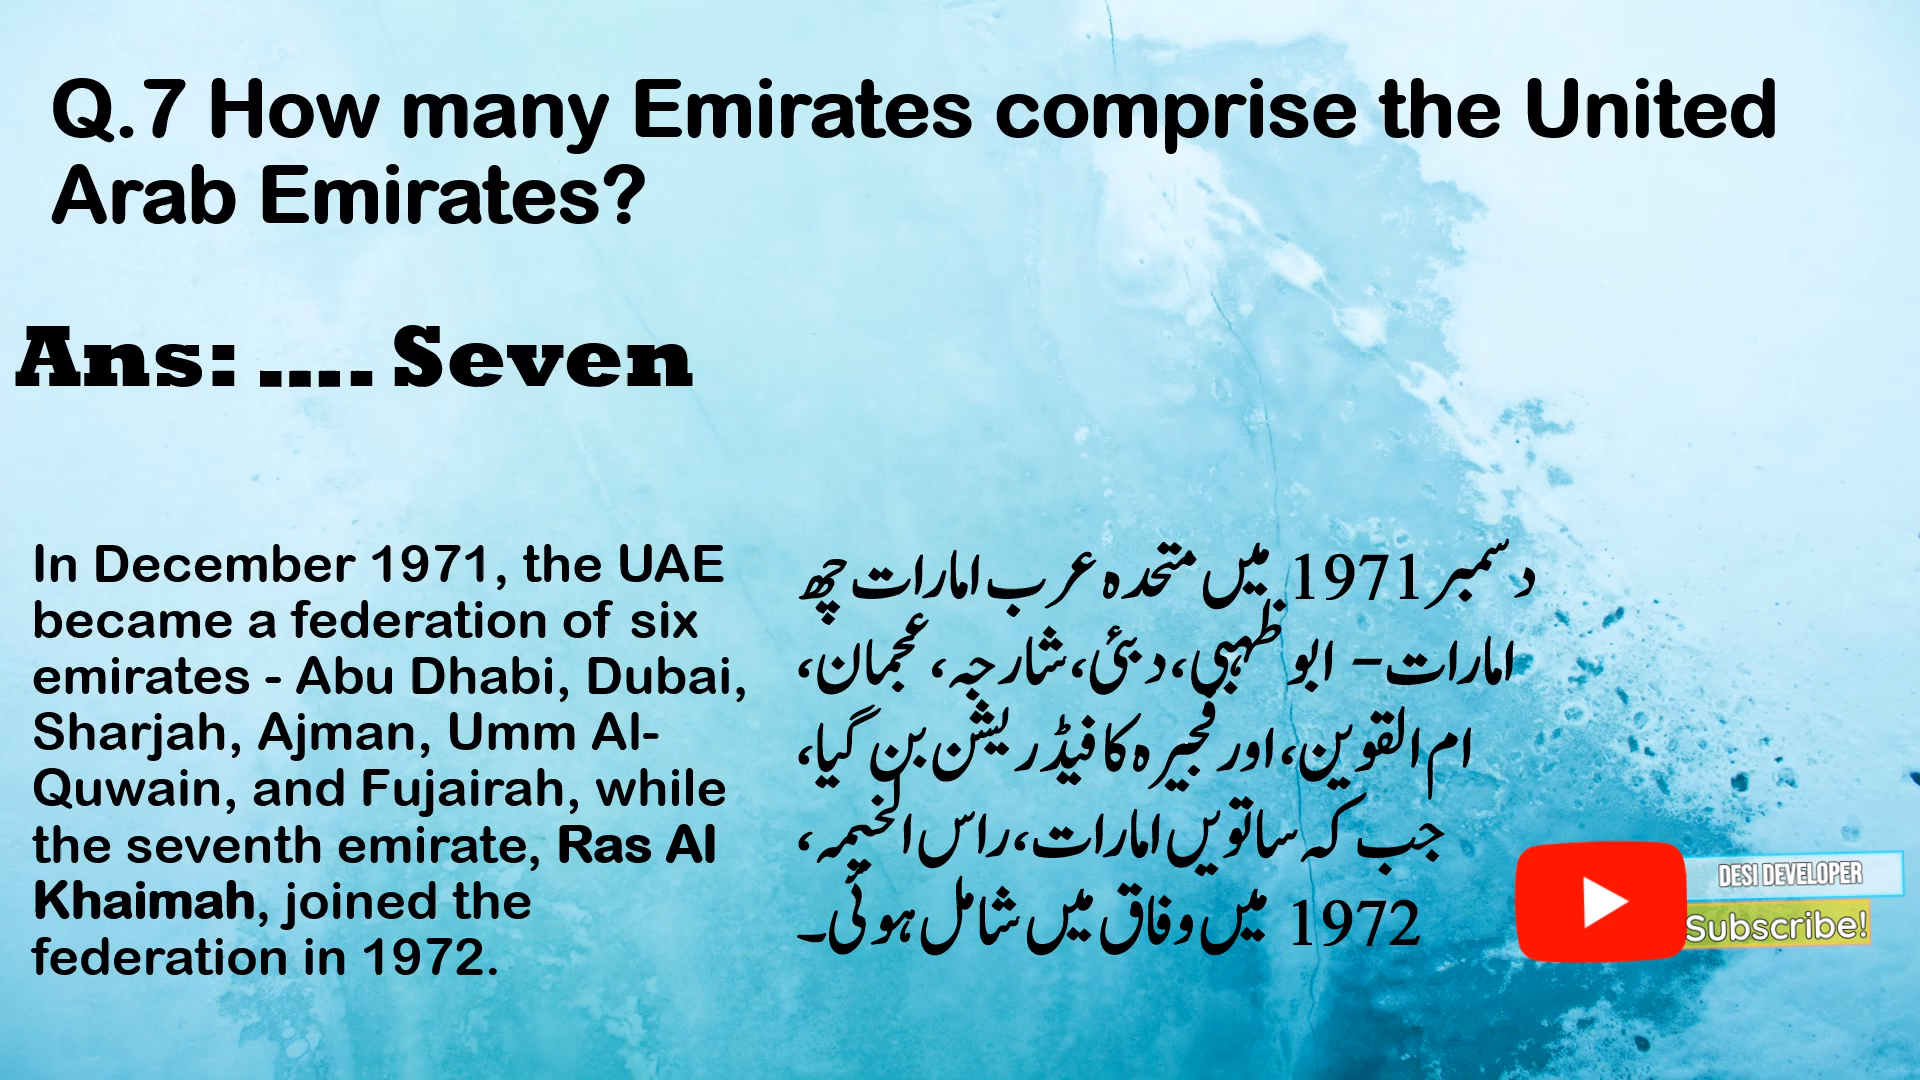 Q.7 How many Emirates comprise the United
Arab Emirates?
Ans: .... Seven
In December 1971, the UAE
became a federation of six
emirates - Abu Dhabi, Dubai,
Sharjah, Ajman, Umm Al-
Quwain, and Fujairah, while
the seventh emirate, Ras Al
Khaimah, joined the
federation in 1972.
دسمبر 1971 میں متحدہ عرب امارات چھ
امارات – ابوظہبی، دبئی، شارجہ، عجمان،
ام القوین، اور فجیرہ کا فیڈریشن بن گیا،
جب کہ ساتویں امارات، راس الخیمہ،
1972 میں وفاق میں شامل ہوئی۔
DESI DEVELOPER
Subscribe!